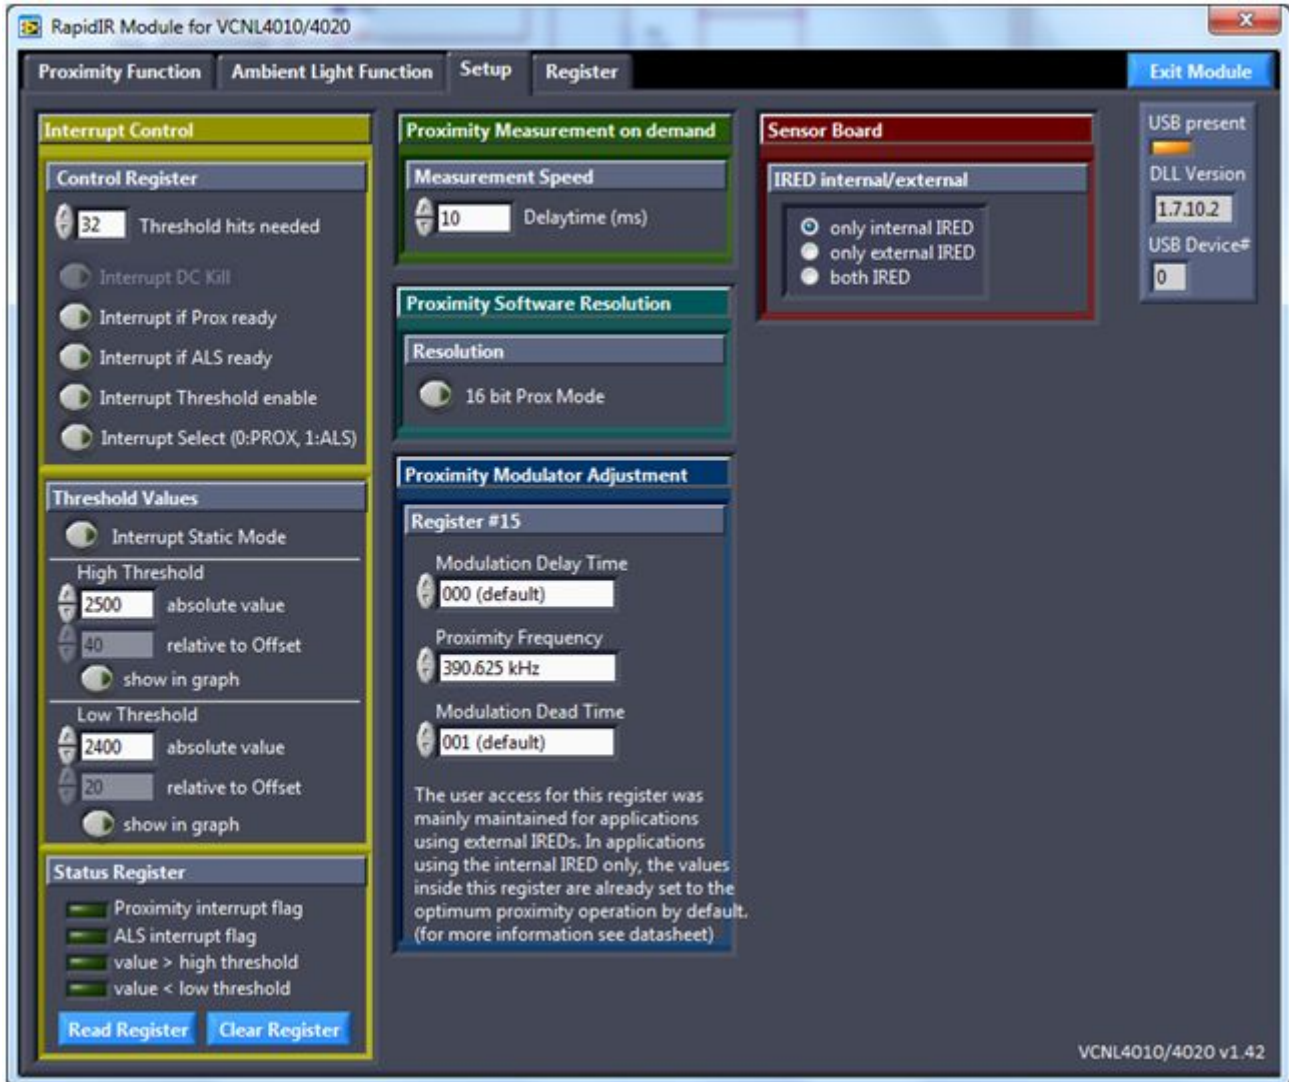 RapidIR Module for VCNL4010/4020
Proximity Function
Ambient Light Function
Setup
Register
Exit Module
Interrupt Control
Control Register
32 Threshold hits needed
Interrupt DC Kill
Interrupt if Prox ready
Interrupt if ALS ready
Interrupt Threshold enable
Interrupt Select (0:PROX, 1:ALS)
Threshold Values
Interrupt Static Mode
High Threshold
2500 absolute value
40 relative to Offset
show in graph
Low Threshold
2400 absolute value
20 relative to Offset
show in graph
Status Register
Proximity interrupt flag
ALS interrupt flag
value > high threshold
value < low threshold
Read Register
Clear Register
Proximity Measurement on demand
Measurement Speed
10 Delaytime (ms)
Proximity Software Resolution
Resolution
16 bit Prox Mode
Proximity Modulator Adjustment
Register #15
Modulation Delay Time
000 (default)
Proximity Frequency
390.625 kHz
Modulation Dead Time
001 (default)
The user access for this register was
mainly maintained for applications
using external IREDs. In applications
using the internal IRED only, the values
inside this register are already set to the
optimum proximity operation by default.
(for more information see datasheet)
Sensor Board
IRED internal/external
only internal IRED
only external IRED
both IRED
USB present
DLL Version
1.7.10.2
USB Device#
0
VCNL4010/4020 v1.42